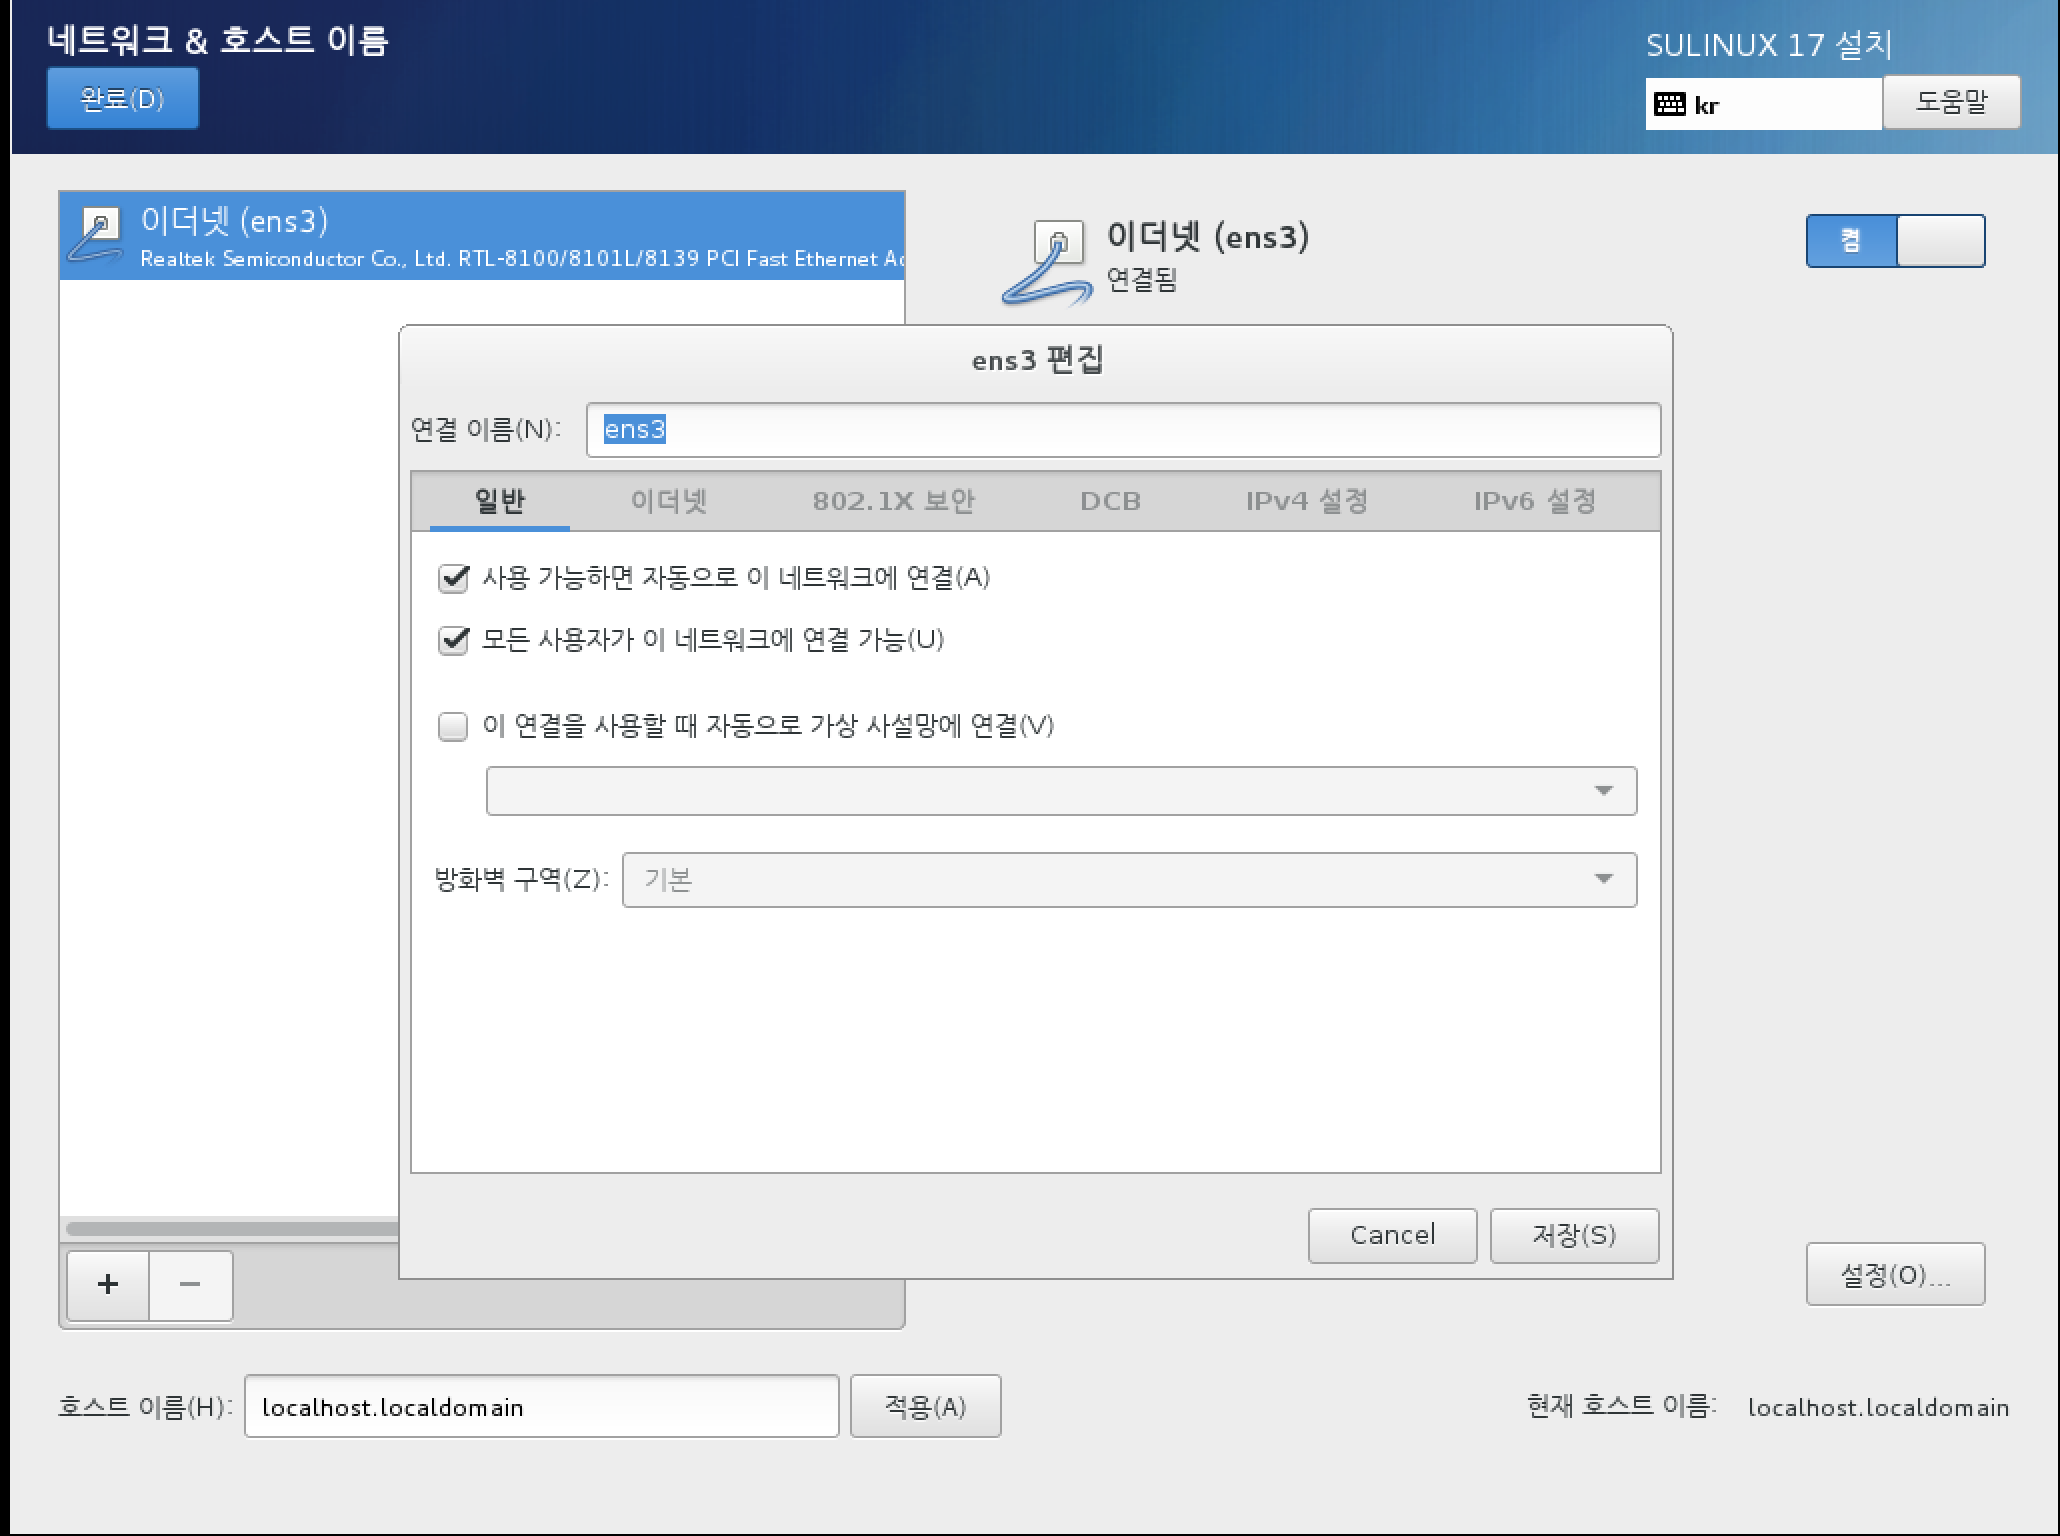 네트워크 & 호스트 이름
SULINUX 17 설치
완료(D)
kr
도움말
이더넷 (ens3)
Realtek Semiconductor Co., Ltd. RTL-8100/8101L/8139 PCI Fast Ethernet
이더넷 (ens3)
연결됨
켬
ens3 편집
연결 이름(N):
ens3
일반 이더넷 802.1X 보안 DCB IPv4 설정 IPv6 설정
사용 가능하면 자동으로 이 네트워크에 연결(A)
모든 사용자가 이 네트워크에 연결 가능(U)
이 연결을 사용할 때 자동으로 가상 사설망에 연결(V)
방화벽 구역(Z):
기본
Cancel
저장(S)
+ −
설정(O)...
호스트 이름(H):
localhost.localdomain
적용(A)
현재 호스트 이름: localhost.localdomain